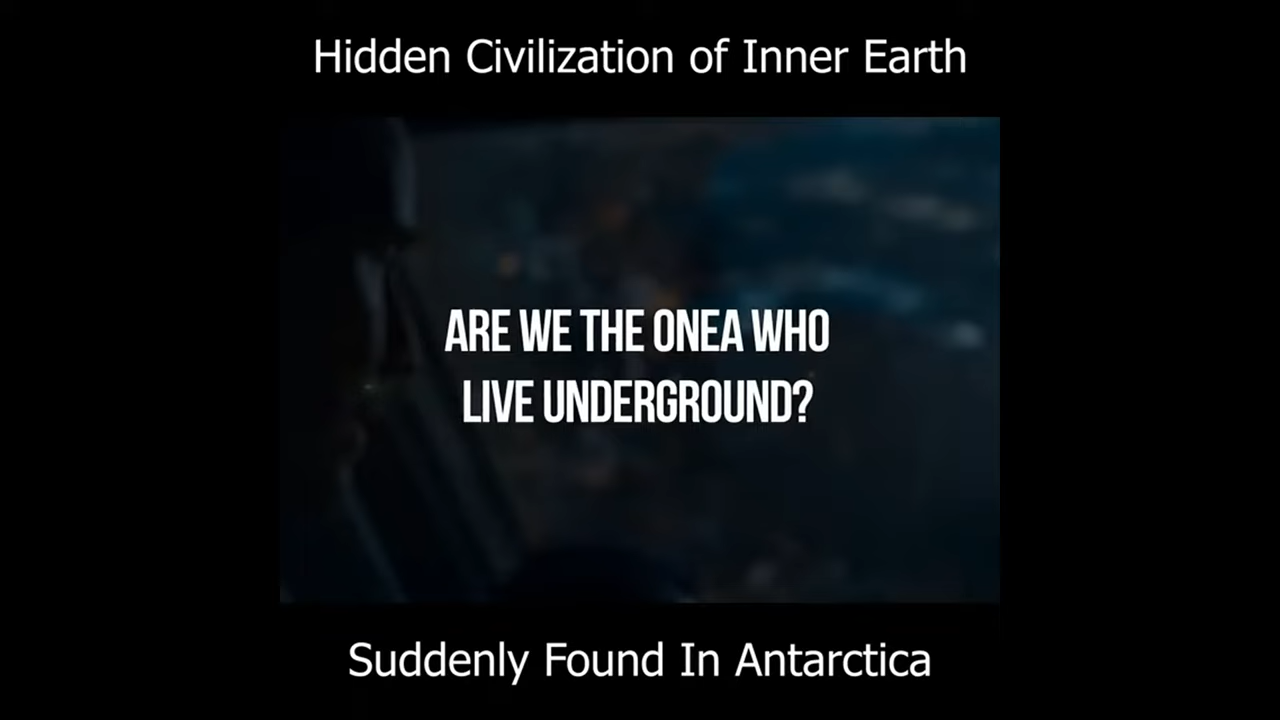 Hidden Civilization of Inner Earth
ARE WE THE ONEA WHO
LIVE UNDERGROUND?
Suddenly Found In Antarctica